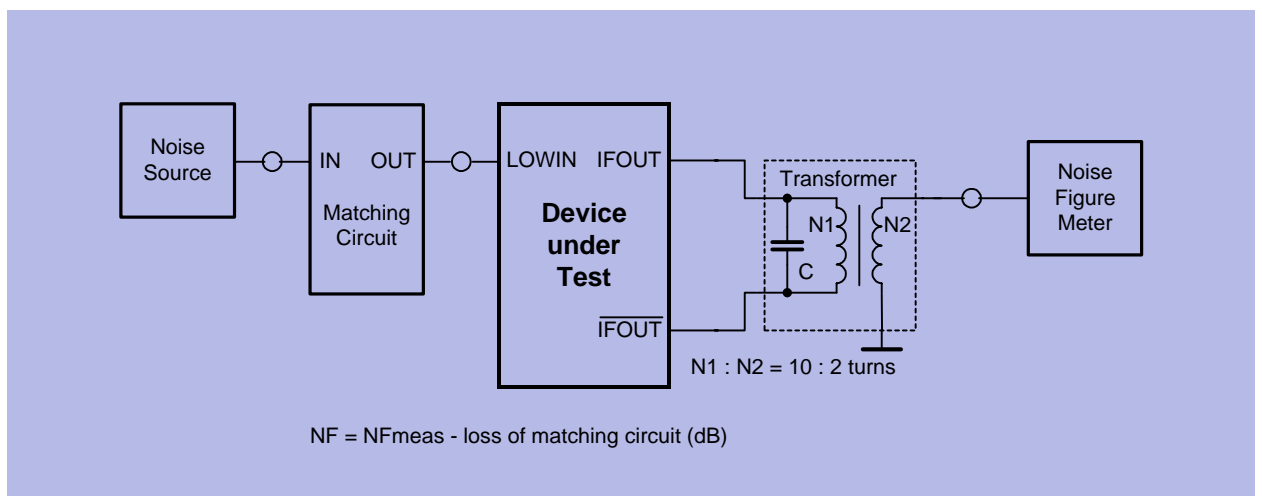 Noise
Source
IN OUT
Matching
Circuit
LOWIN IFOUT
Device
under
Test
IFOUT
Transformer
N1 N2
C
N1 : N2 = 10 : 2 turns
Noise
Figure
Meter
NF = NFmeas - loss of matching circuit (dB)